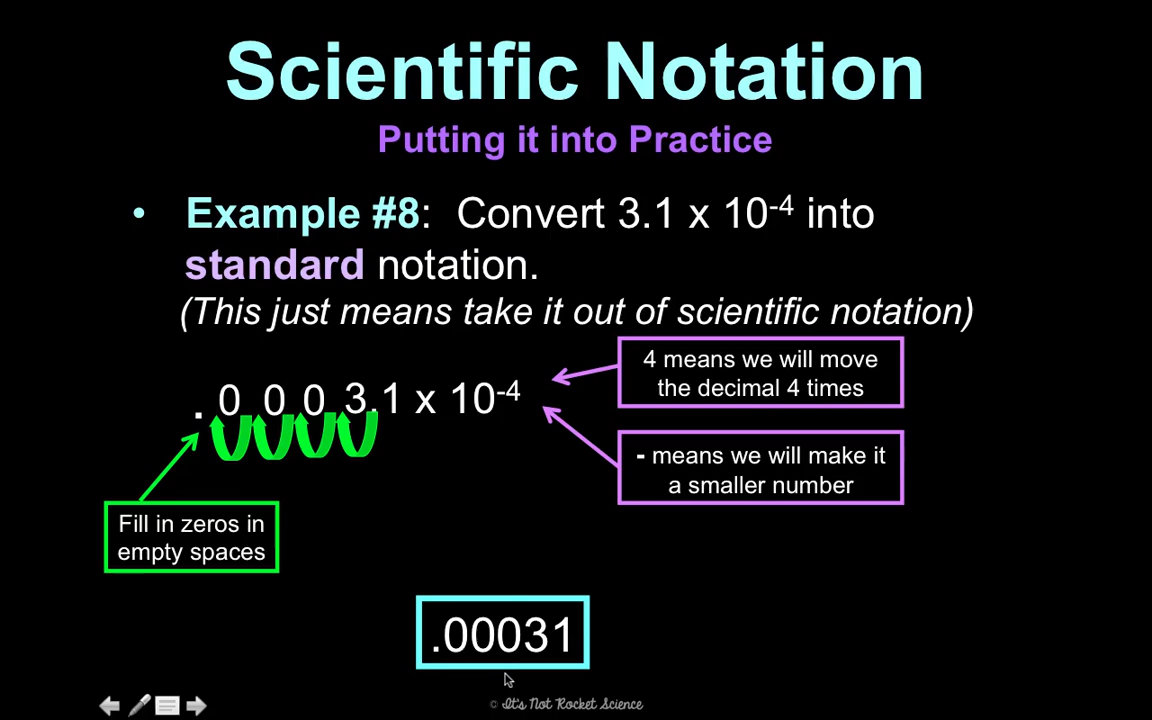 Scientific Notation
Putting it into Practice
• Example #8: Convert 3.1 x 10⁻⁴ into
standard notation.
(This just means take it out of scientific notation)
4 means we will move
the decimal 4 times
. 0 0 0 3.1 x 10⁻⁴
- means we will make it
a smaller number
Fill in zeros in
empty spaces
.00031
© It's Not Rocket Science